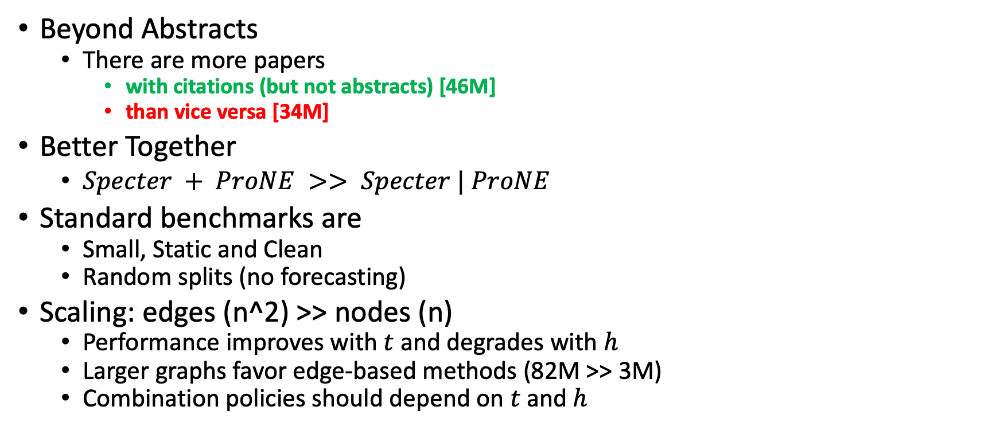 • Beyond Abstracts
• There are more papers
• with citations (but not abstracts) [46M]
• than vice versa [34M]
• Better Together
• Specter + ProNE >> Specter | ProNE
• Standard benchmarks are
• Small, Static and Clean
• Random splits (no forecasting)
• Scaling: edges (n^2) >> nodes (n)
• Performance improves with t and degrades with h
• Larger graphs favor edge-based methods (82M >> 3M)
• Combination policies should depend on t and h